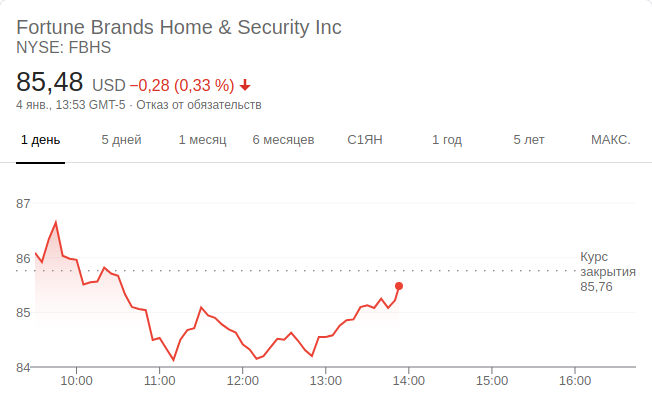 Fortune Brands Home & Security Inc
NYSE: FBHS
85,48 USD −0,28 (0,33 %)
4 янв., 13:53 GMT-5 · Отказ от обязательств
1 день 5 дней 1 месяц 6 месяцев С1ЯН 1 год 5 лет МАКС.
87
86
Курс
закрытия
85,76
85
84
10:00 11:00 12:00 13:00 14:00 15:00 16:00